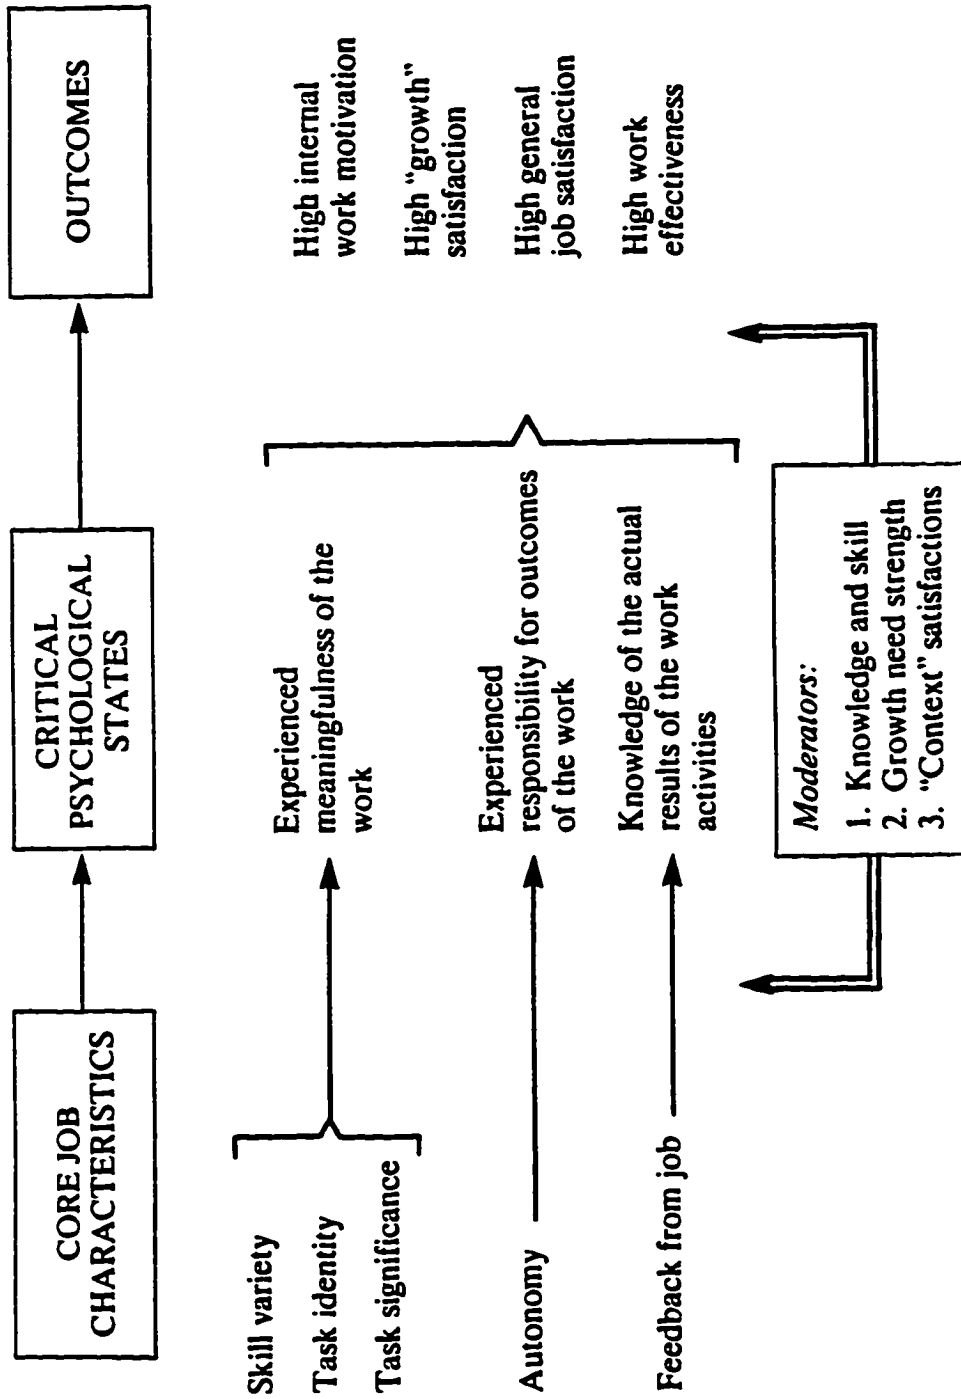 CORE JOB
CHARACTERISTICS
CRITICAL
PSYCHOLOGICAL
STATES
OUTCOMES
Skill variety
Task identity
Task significance
Experienced
meaningfulness of the
work
Autonomy
Experienced
responsibility for outcomes
of the work
Feedback from job
Knowledge of the actual
results of the work
activities
High internal
work motivation
High “growth”
satisfaction
High general
job satisfaction
High work
effectiveness
Moderators:
1. Knowledge and skill
2. Growth need strength
3. “Context” satisfactions